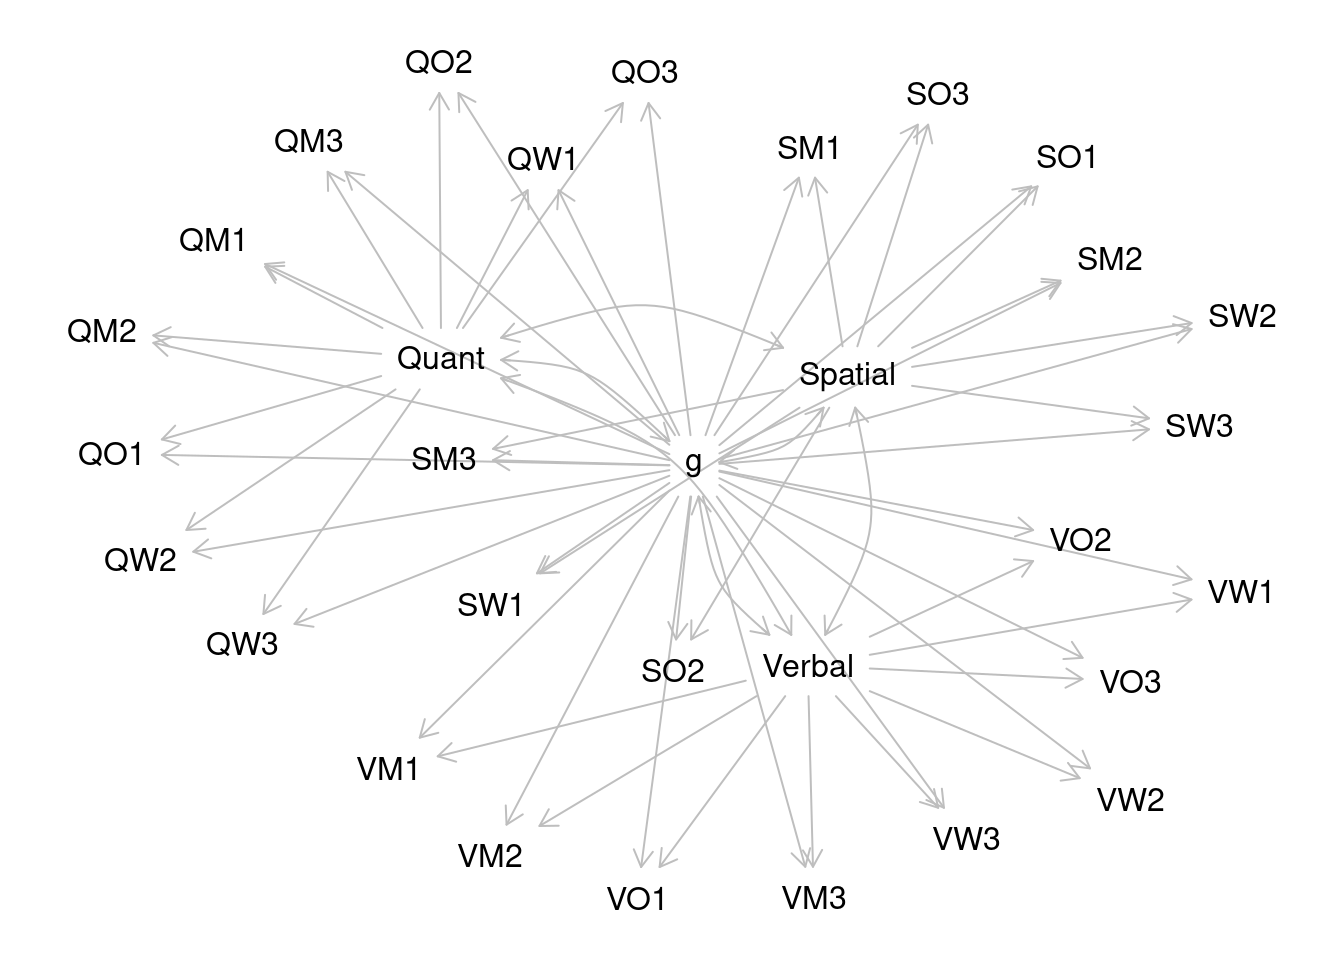 QO2
QO3
SO3
QM3
SM1
QW1
SO1
QM1
SM2
SW2
QM2
Quant
Spatial
SW3
QO1
SM3
g
VO2
QW2
VW1
SW1
QW3
SO2
Verbal
VO3
VM1
VW2
VW3
VM2
VO1
VM3